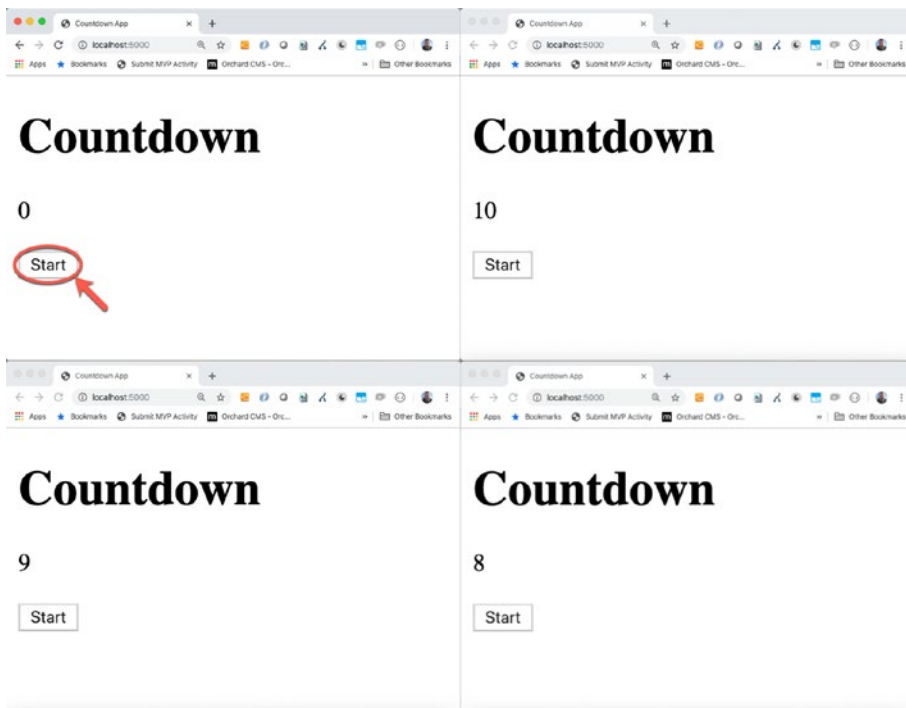 Countdown App
localhost:5000
Apps Bookmarks Submit MVP Activity Orchard CMS - Orc... » Other Bookmarks
Countdown
0
Start
Countdown App
localhost:5000
Apps Bookmarks Submit MVP Activity Orchard CMS - Orc... » Other Bookmarks
Countdown
10
Start
Countdown App
localhost:5000
Apps Bookmarks Submit MVP Activity Orchard CMS - Orc... » Other Bookmarks
Countdown
9
Start
Countdown App
localhost:5000
Apps Bookmarks Submit MVP Activity Orchard CMS - Orc... » Other Bookmarks
Countdown
8
Start